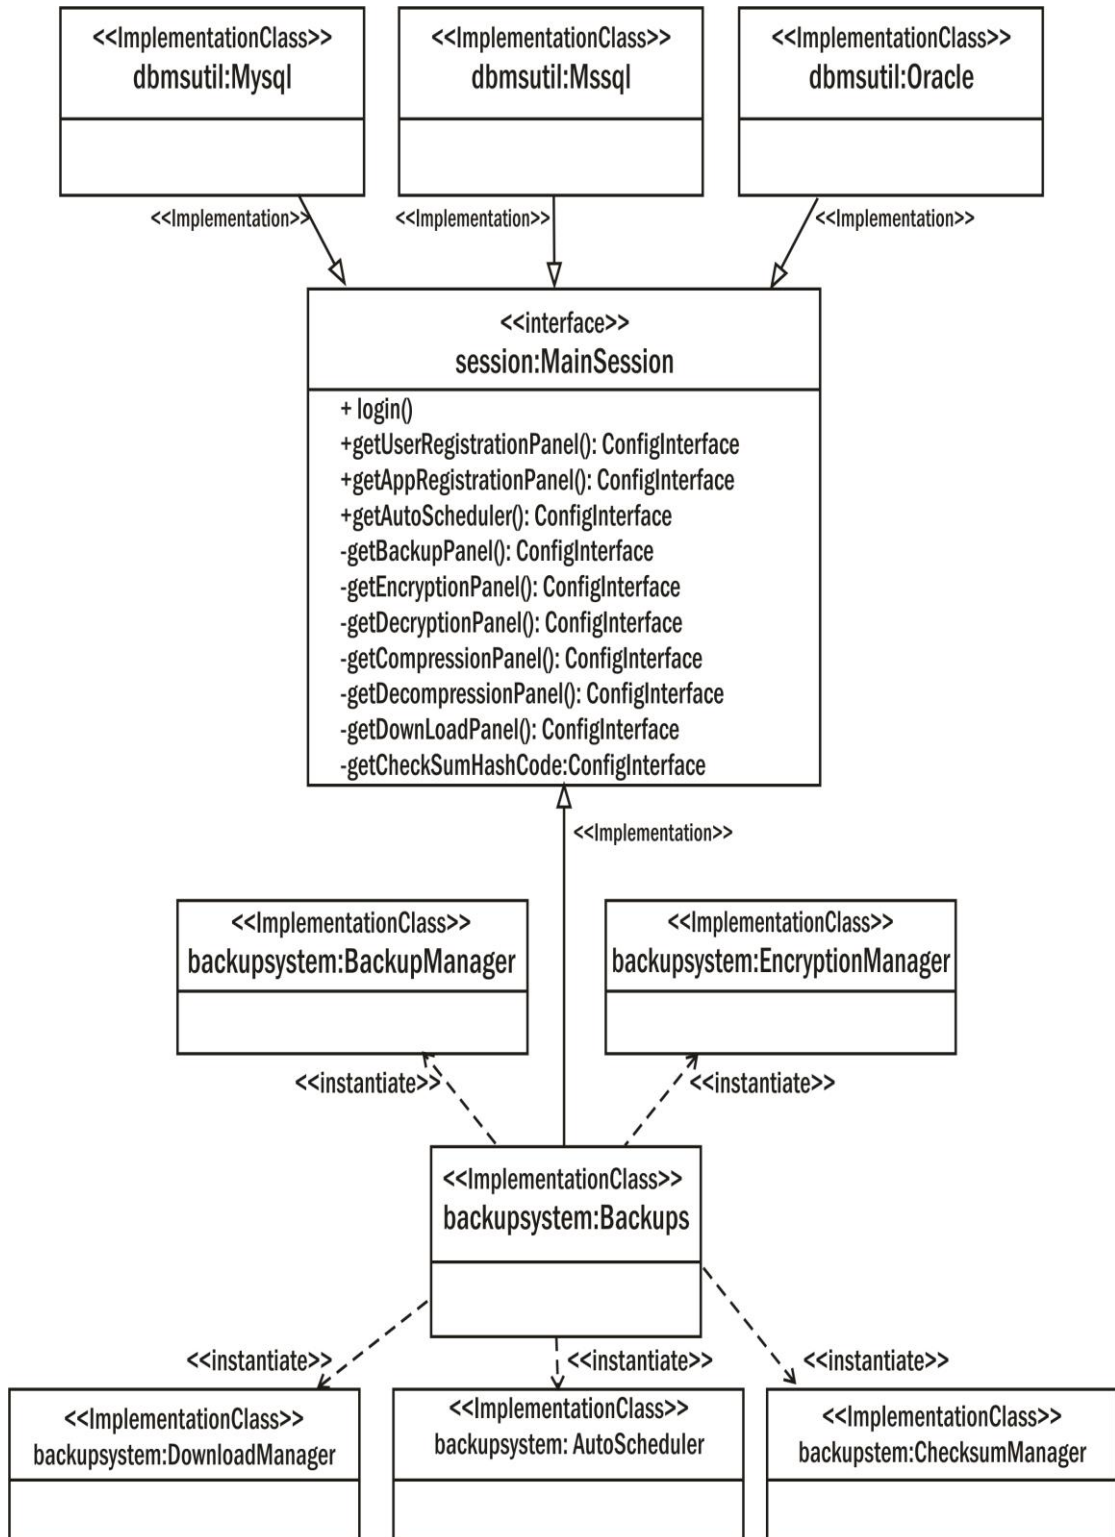 <<ImplementationClass>>
dbmsutil:Mysql
<<ImplementationClass>>
dbmsutil:Mssql
<<ImplementationClass>>
dbmsutil:Oracle
<<Implementation>>
<<Implementation>>
<<Implementation>>
<<interface>>
session:MainSession
+ login()
+getUserRegistrationPanel(): ConfigInterface
+getAppRegistrationPanel(): ConfigInterface
+getAutoScheduler(): ConfigInterface
-getBackupPanel(): ConfigInterface
-getEncryptionPanel(): ConfigInterface
-getDecryptionPanel(): ConfigInterface
-getCompressionPanel(): ConfigInterface
-getDecompressionPanel(): ConfigInterface
-getDownLoadPanel(): ConfigInterface
-getCheckSumHashCode:ConfigInterface
<<Implementation>>
<<ImplementationClass>>
backupsystem:BackupManager
<<ImplementationClass>>
backupsystem:EncryptionManager
<<instantiate>>
<<instantiate>>
<<ImplementationClass>>
backupsystem:Backups
<<instantiate>>
<<instantiate>>
<<instantiate>>
<<ImplementationClass>>
backupsystem:DownloadManager
<<ImplementationClass>>
backupsystem: AutoScheduler
<<ImplementationClass>>
backupstem:ChecksumManager